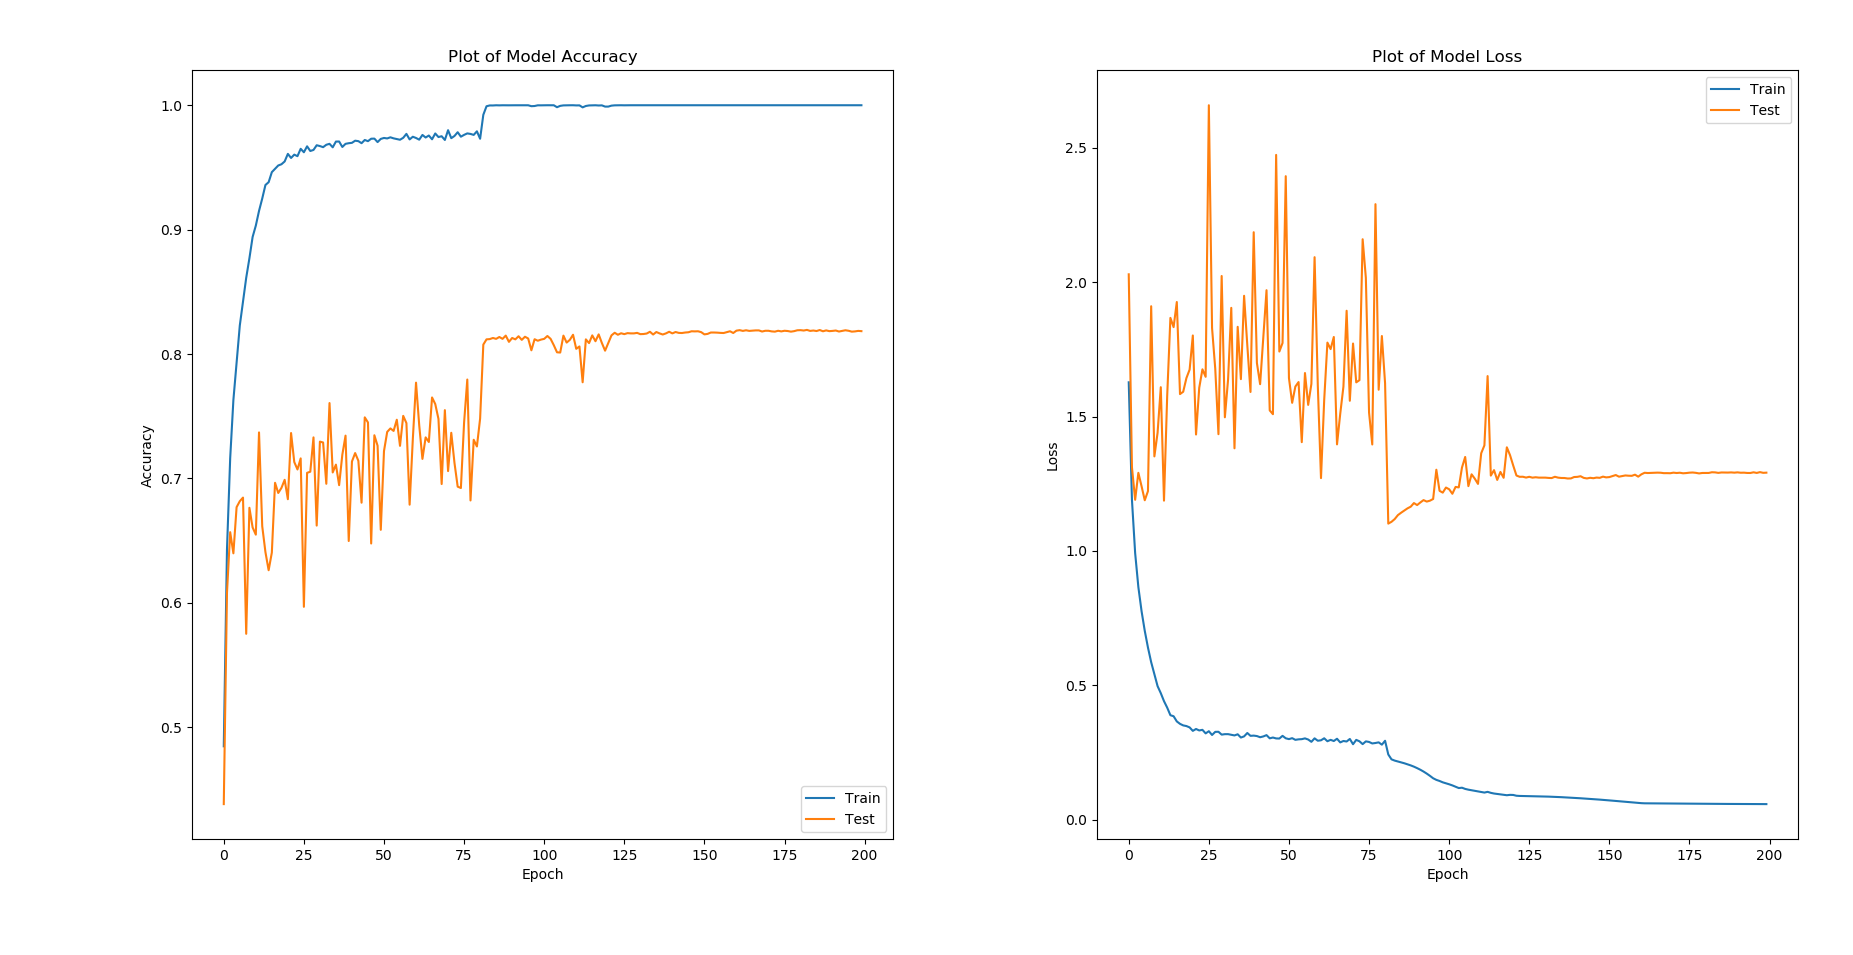 Plot of Model Accuracy
1.0
0.9
0.8
0.7
0.6
0.5
Accuracy
0 25 50 75 100 125 150 175 200
Epoch
Train
Test
Plot of Model Loss
2.5
2.0
1.5
1.0
0.5
0.0
Loss
0 25 50 75 100 125 150 175 200
Epoch
Train
Test